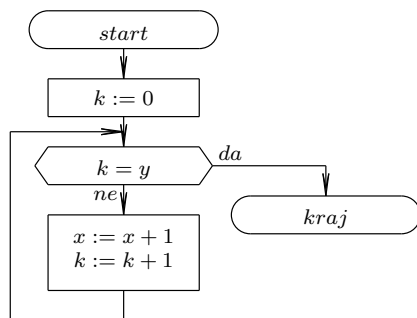 start
k := 0
k = y
da
ne
kraj
x := x + 1
k := k + 1